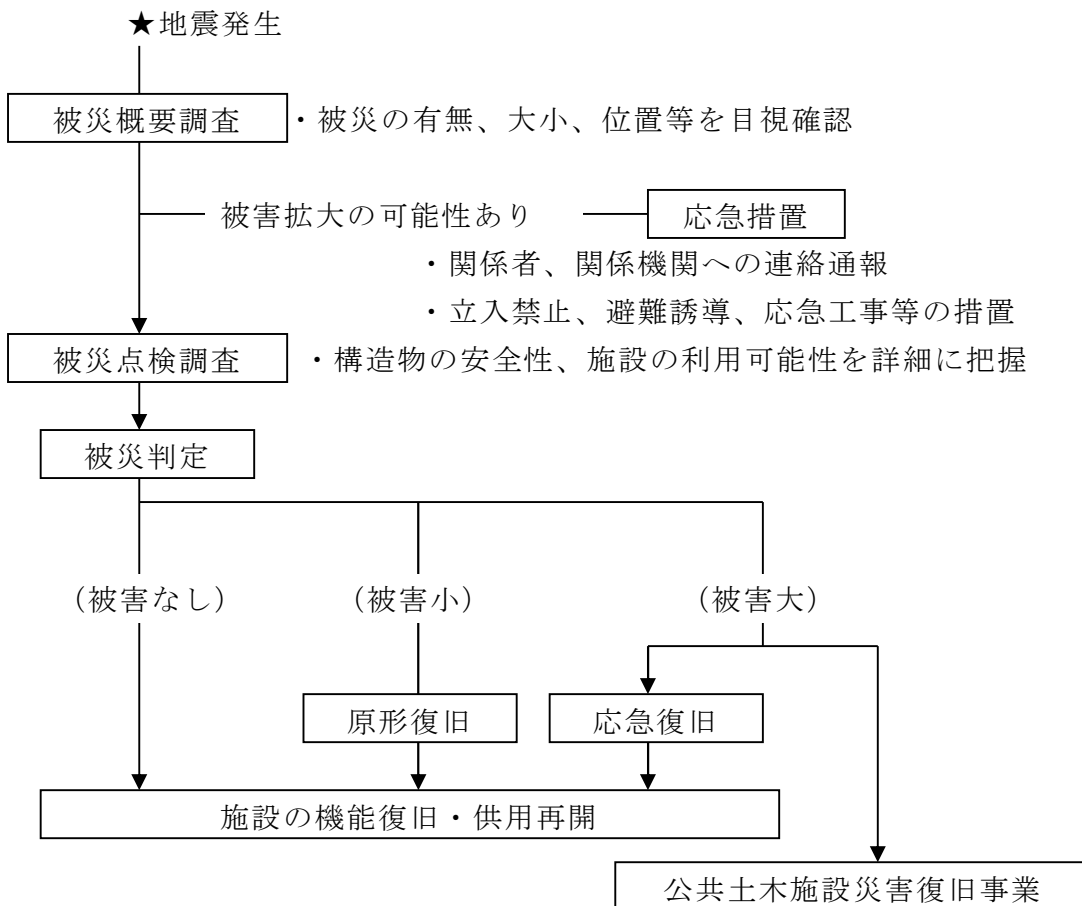 ★地震発生
被災概要調査 ・被災の有無、大小、位置等を目視確認
被害拡大の可能性あり 応急措置
・関係者、関係機関への連絡通報
・立入禁止、避難誘導、応急工事等の措置
被災点検調査 ・構造物の安全性、施設の利用可能性を詳細に把握
被災判定
（被害なし） （被害小） （被害大）
原形復旧 応急復旧
施設の機能復旧・供用再開
公共土木施設災害復旧事業